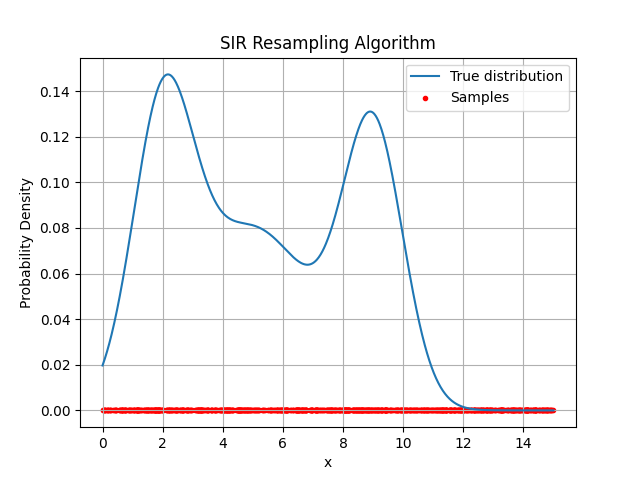 SIR Resampling Algorithm
True distribution
Samples
Probability Density
0.14
0.12
0.10
0.08
0.06
0.04
0.02
0.00
0 2 4 6 8 10 12 14
x